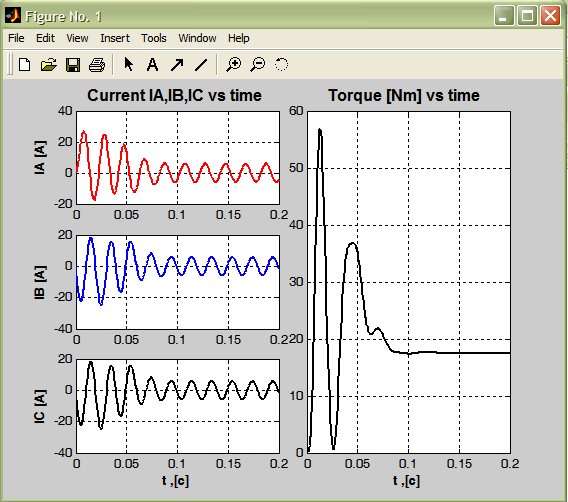 Figure No. 1
File Edit View Insert Tools Window Help
Current IA,IB,IC vs time
40
20
0
-20
0 0.05 0.1 0.15 0.2
IA [A]
20
0
-20
-40
0 0.05 0.1 0.15 0.2
IB [A]
20
0
-20
-40
0 0.05 0.1 0.15 0.2
IC [A]
t ,[c]
Torque [Nm] vs time
60
50
40
30
220
10
0
0 0.05 0.1 0.15 0.2
t ,[c]